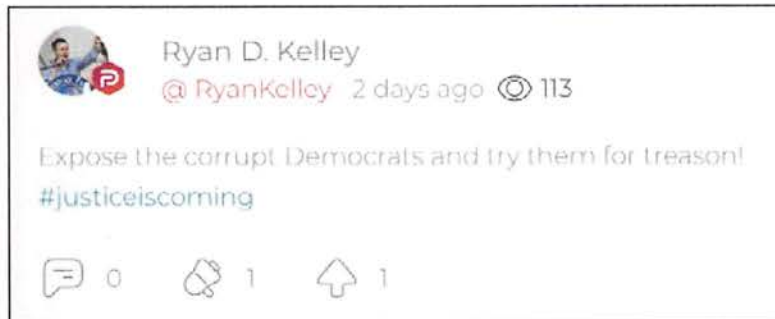 Ryan D. Kelley
@ RyanKelley 2 days ago 113
Expose the corrupt Democrats and try them for treason!
#justiceiscoming
0 1 1